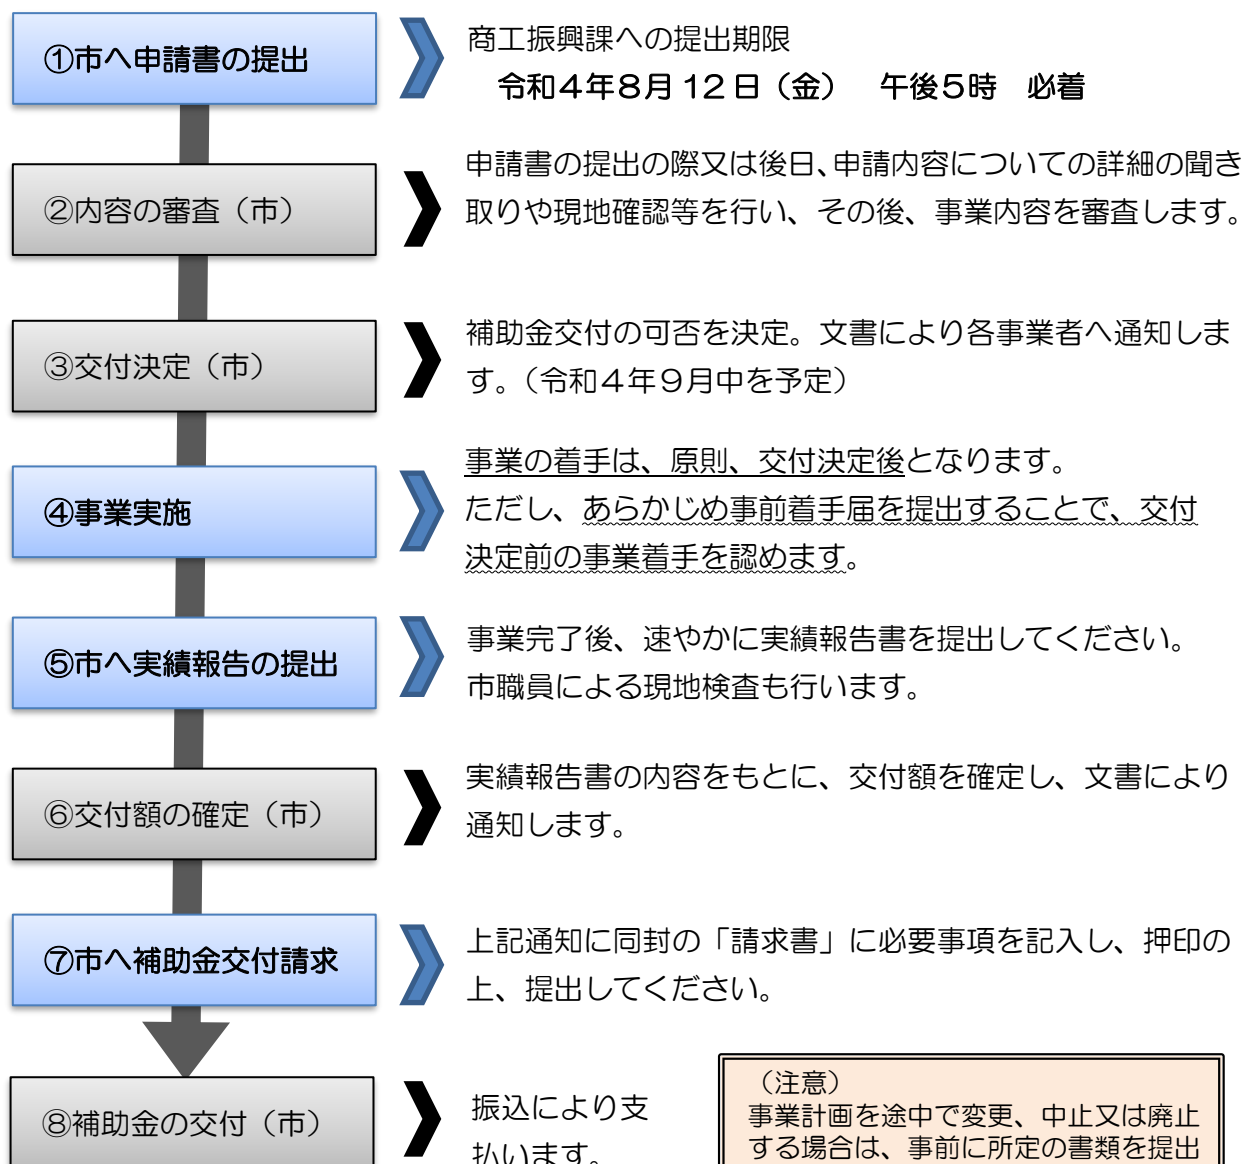 ①市へ申請書の提出
商工振興課への提出期限
令和４年８月12日（金）　午後５時　必着
②内容の審査（市）
申請書の提出の際又は後日、申請内容についての詳細の聞き
取りや現地確認等を行い、その後、事業内容を審査します。
③交付決定（市）
補助金交付の可否を決定。文書により各事業者へ通知しま
す。（令和４年９月中を予定）
④事業実施
事業の着手は、原則、交付決定後となります。
ただし、あらかじめ事前着手届を提出することで、交付
決定前の事業着手を認めます。
⑤市へ実績報告の提出
事業完了後、速やかに実績報告書を提出してください。
市職員による現地検査も行います。
⑥交付額の確定（市）
実績報告書の内容をもとに、交付額を確定し、文書により
通知します。
⑦市へ補助金交付請求
上記通知に同封の「請求書」に必要事項を記入し、押印の
上、提出してください。
⑧補助金の交付（市）
振込により支
払います。
（注意）
事業計画を途中で変更、中止又は廃止
する場合は、事前に所定の書類を提出